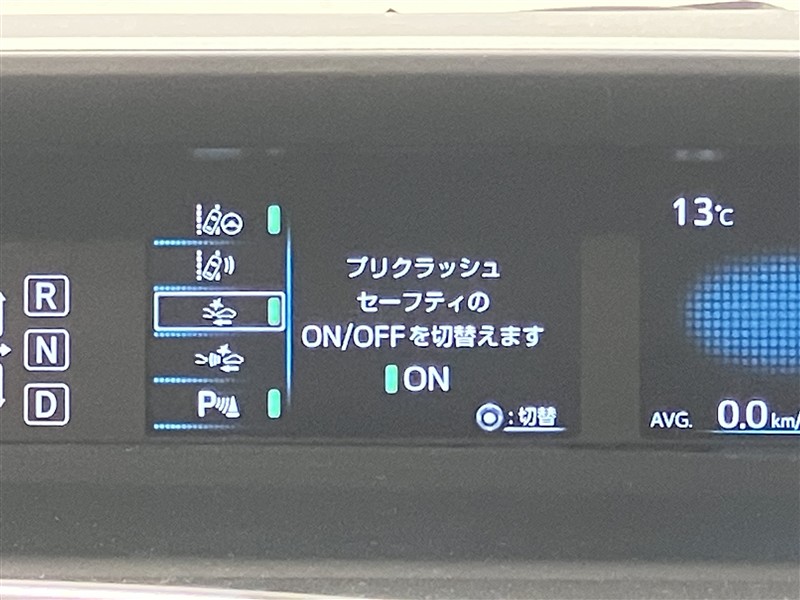 R
N
D
P
プリクラッシュ
セーフティの
ON/OFFを切替えます
ON
:切替
13℃
AVG. 0.0 km/